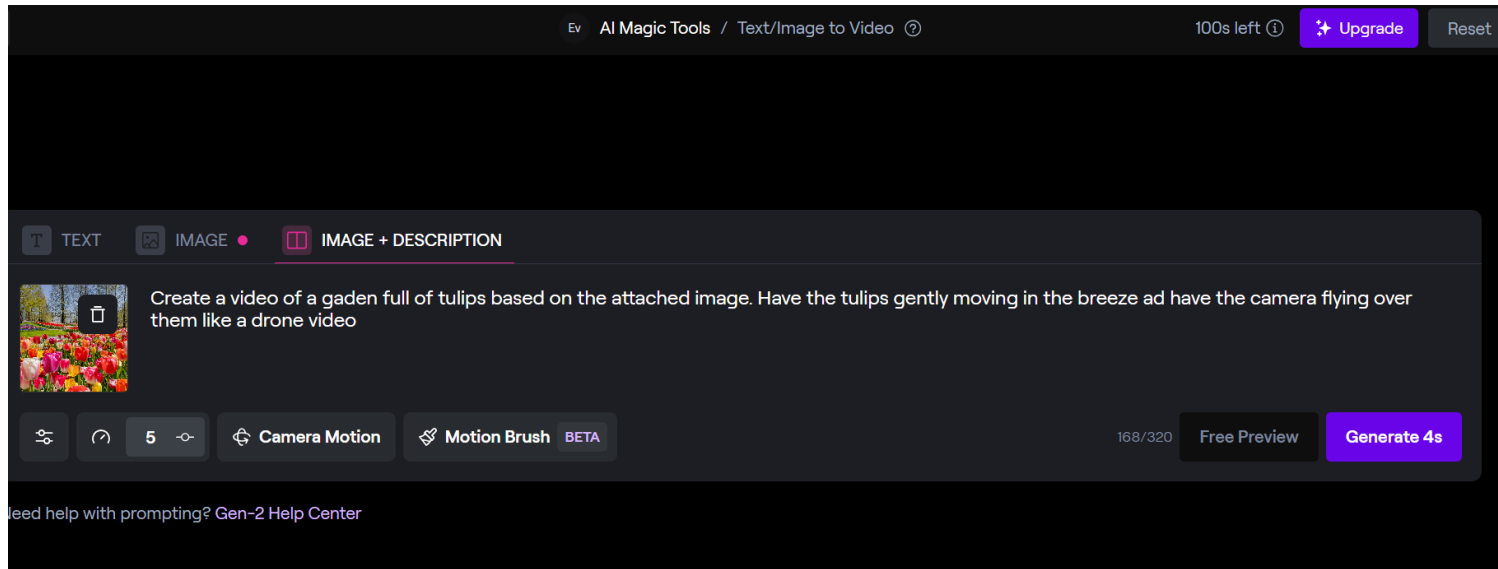 Ev AI Magic Tools / Text/Image to Video ? 100s left i Upgrade Reset
T TEXT IMAGE IMAGE + DESCRIPTION
Create a video of a gaden full of tulips based on the attached image. Have the tulips gently moving in the breeze ad have the camera flying over
them like a drone video
5 Camera Motion Motion Brush BETA 168/320 Free Preview Generate 4s
eed help with prompting? Gen-2 Help Center